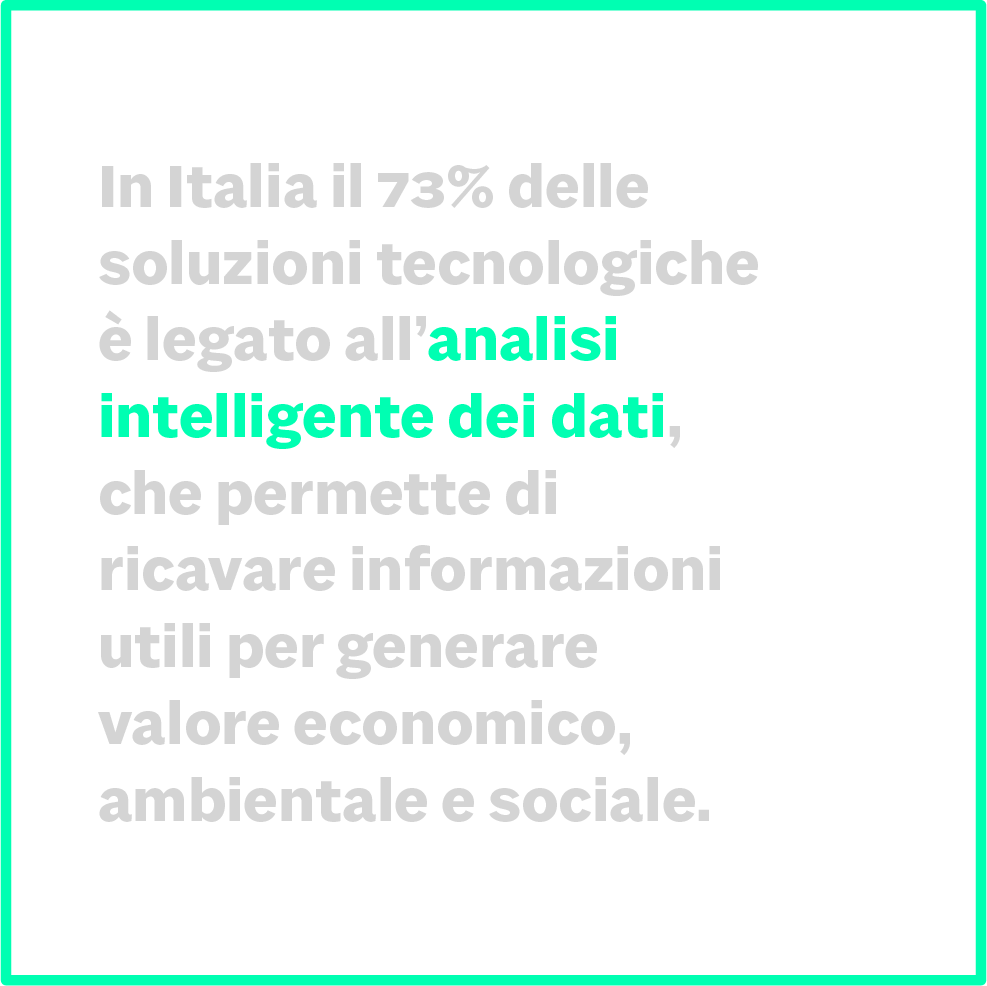 In Italia il 73% delle
soluzioni tecnologiche
è legato all’analisi
intelligente dei dati,
che permette di
ricavare informazioni
utili per generare
valore economico,
ambientale e sociale.